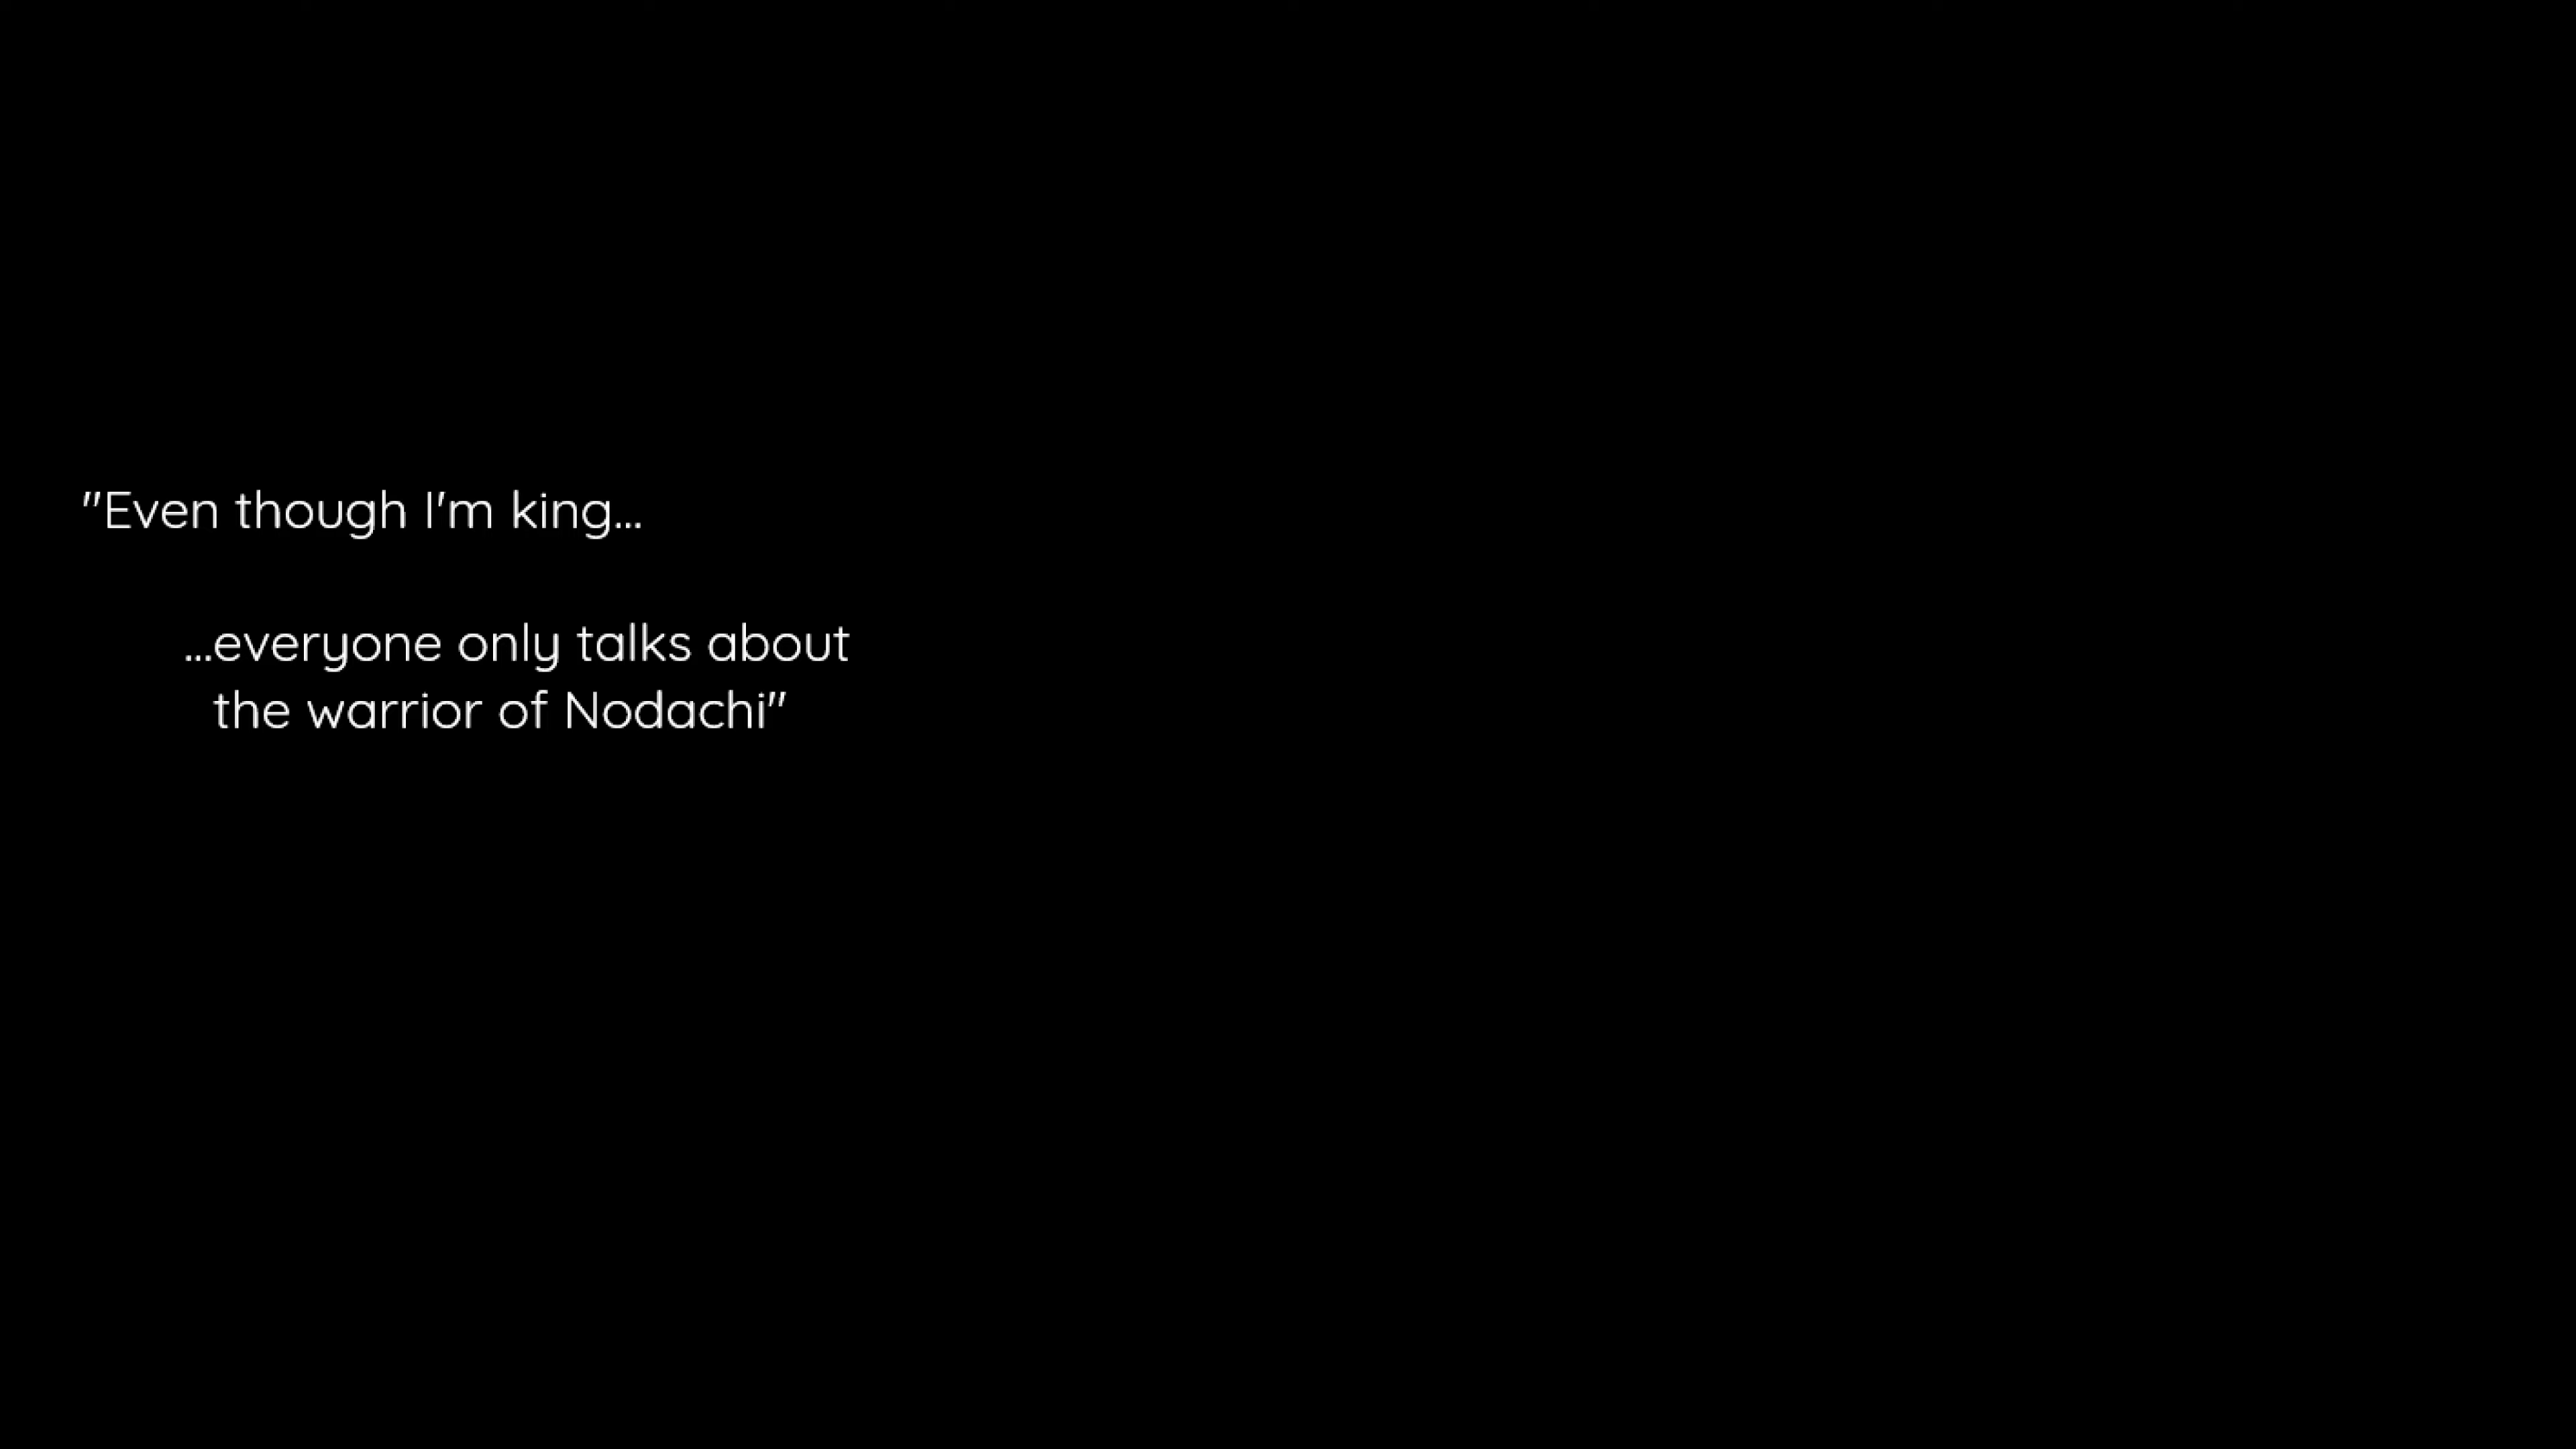 "Even though I'm king...
...everyone only talks about
the warrior of Nodachi"